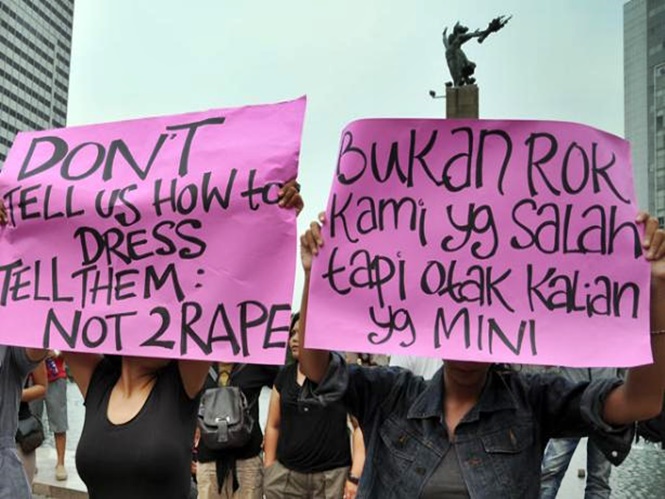 DON'T
TELL US HOW to
DRESS
TELL THEM:
NOT 2 RAPE
BUKAN ROK
KAMi yg SALAH
tapi OtAK KALiAN
yg MINI